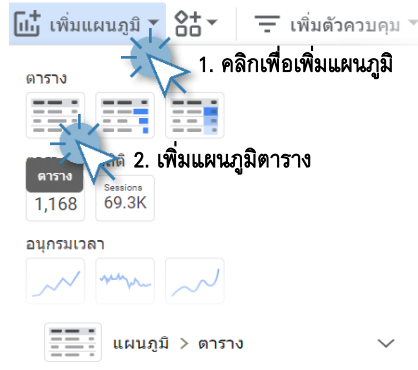 เพิ่มแผนภูมิ เพิ่มตัวควบคุม
1. คลิกเพื่อเพิ่มแผนภูมิ
ตาราง
2. เพิ่มแผนภูมิตาราง
ตาราง
1,168
Sessions
69.3K
อนุกรมเวลา
แผนภูมิ > ตาราง